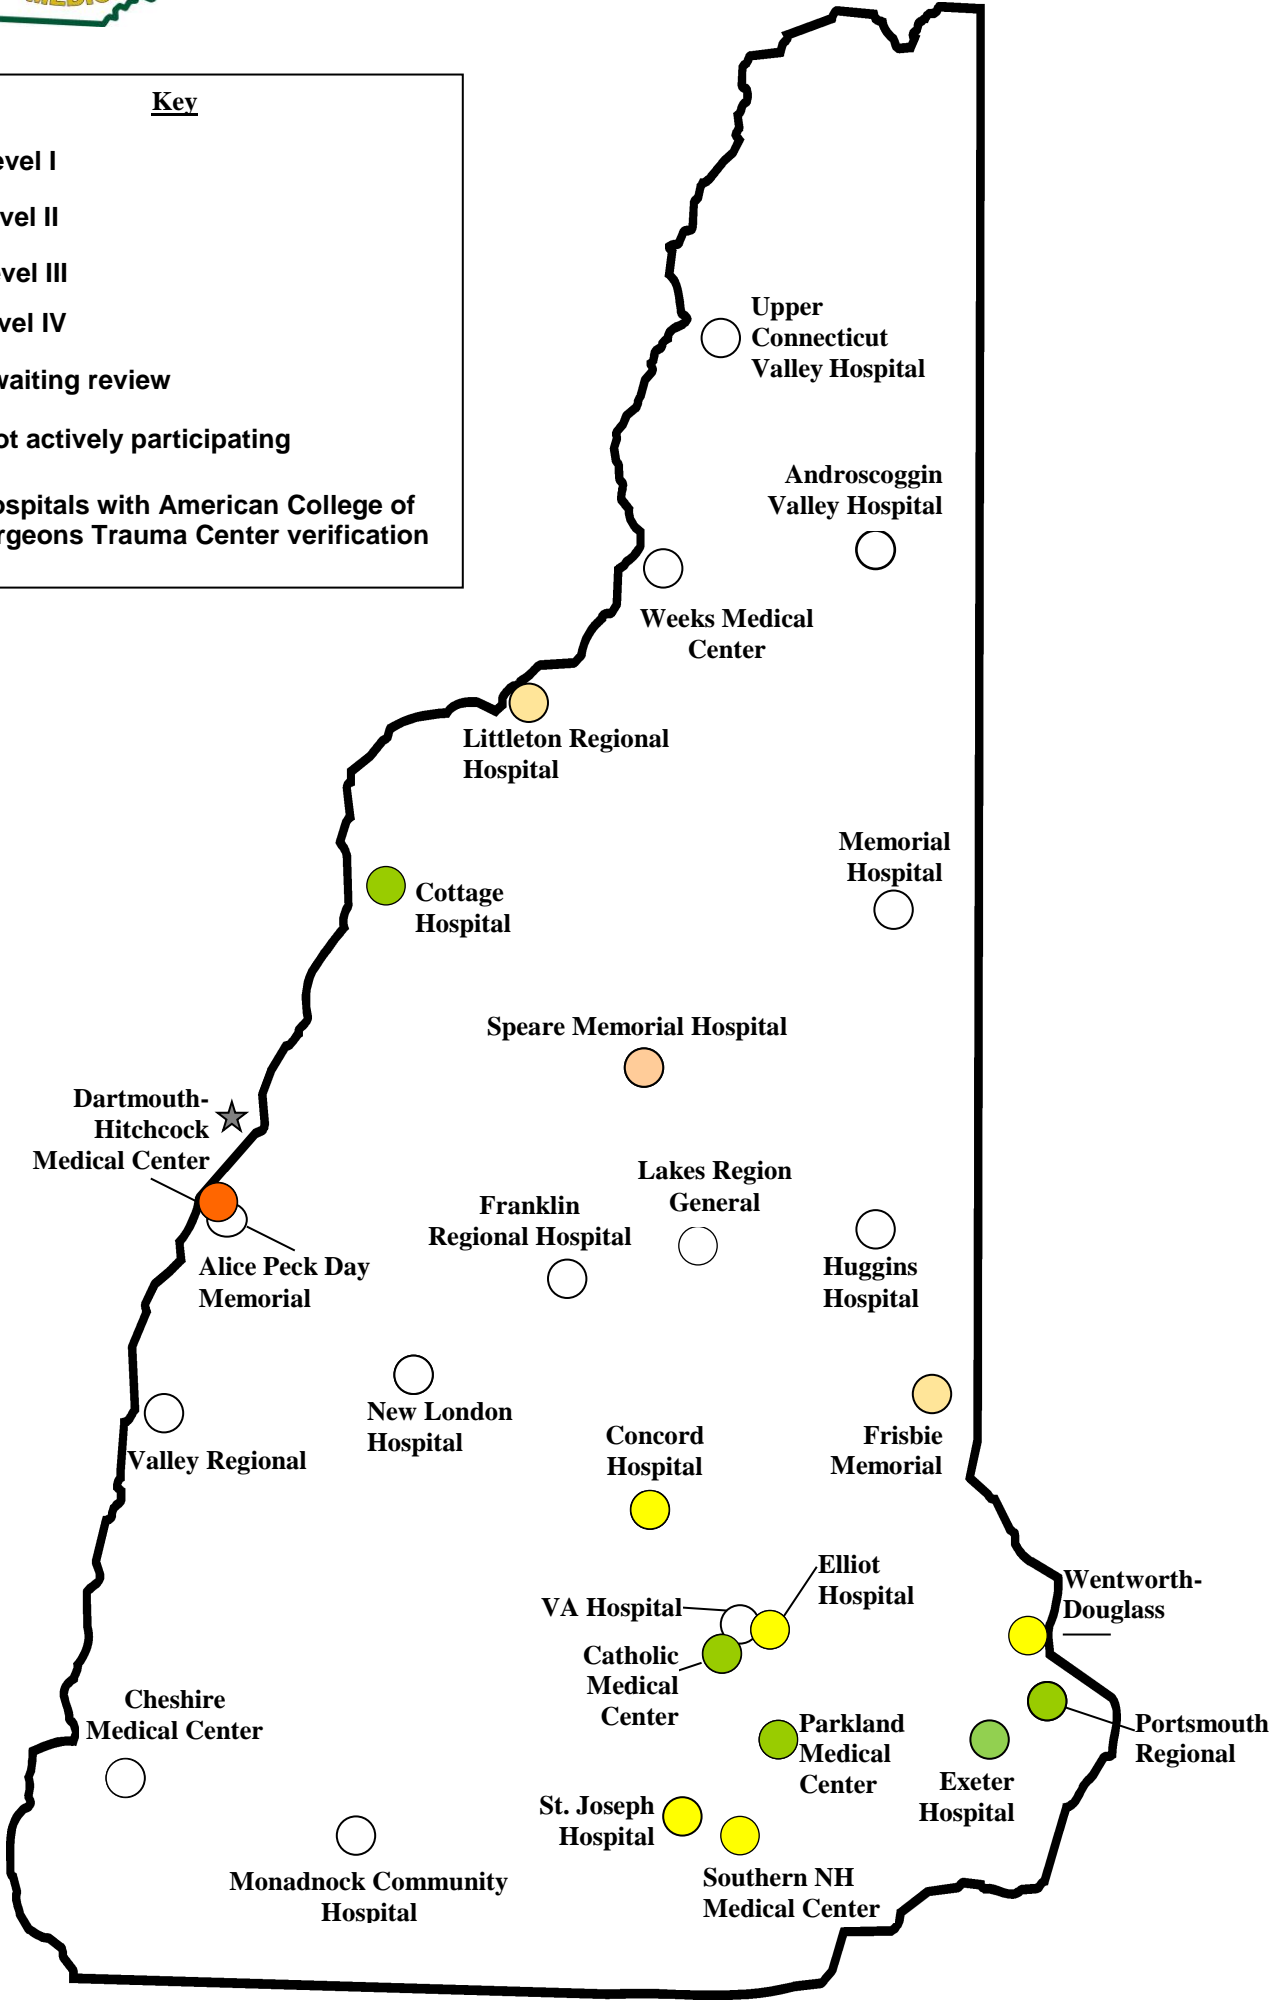 MEDIC
Key
evel I
vel II
evel III
vel IV
waiting review
ot actively participating
ospitals with American College of
rgeons Trauma Center verification
Upper
Connecticut
Valley Hospital
Androscoggin
Valley Hospital
Weeks Medical
Center
Littleton Regional
Hospital
Memorial
Hospital
Cottage
Hospital
Speare Memorial Hospital
Dartmouth-
Hitchcock
Medical Center
Lakes Region
General
Franklin
Regional Hospital
Huggins
Hospital
Alice Peck Day
Memorial
New London
Hospital
Valley Regional
Concord
Hospital
Frisbie
Memorial
Elliot
Hospital
Wentworth-
Douglass
VA Hospital
Catholic
Medical
Center
Cheshire
Medical Center
Parkland
Medical
Center
Portsmouth
Regional
Exeter
Hospital
St. Joseph
Hospital
Monadnock Community
Hospital
Southern NH
Medical Center